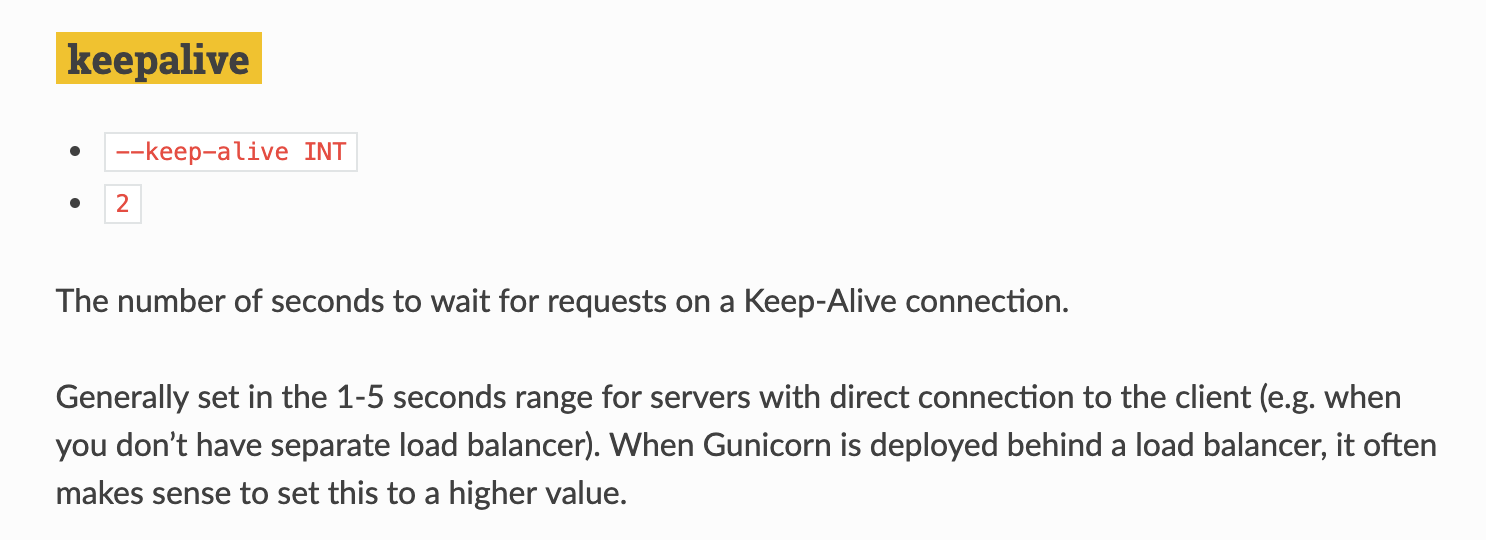 keepalive
--keep-alive INT
2
The number of seconds to wait for requests on a Keep-Alive connection.
Generally set in the 1-5 seconds range for servers with direct connection to the client (e.g. when
you don’t have separate load balancer). When Gunicorn is deployed behind a load balancer, it often
makes sense to set this to a higher value.